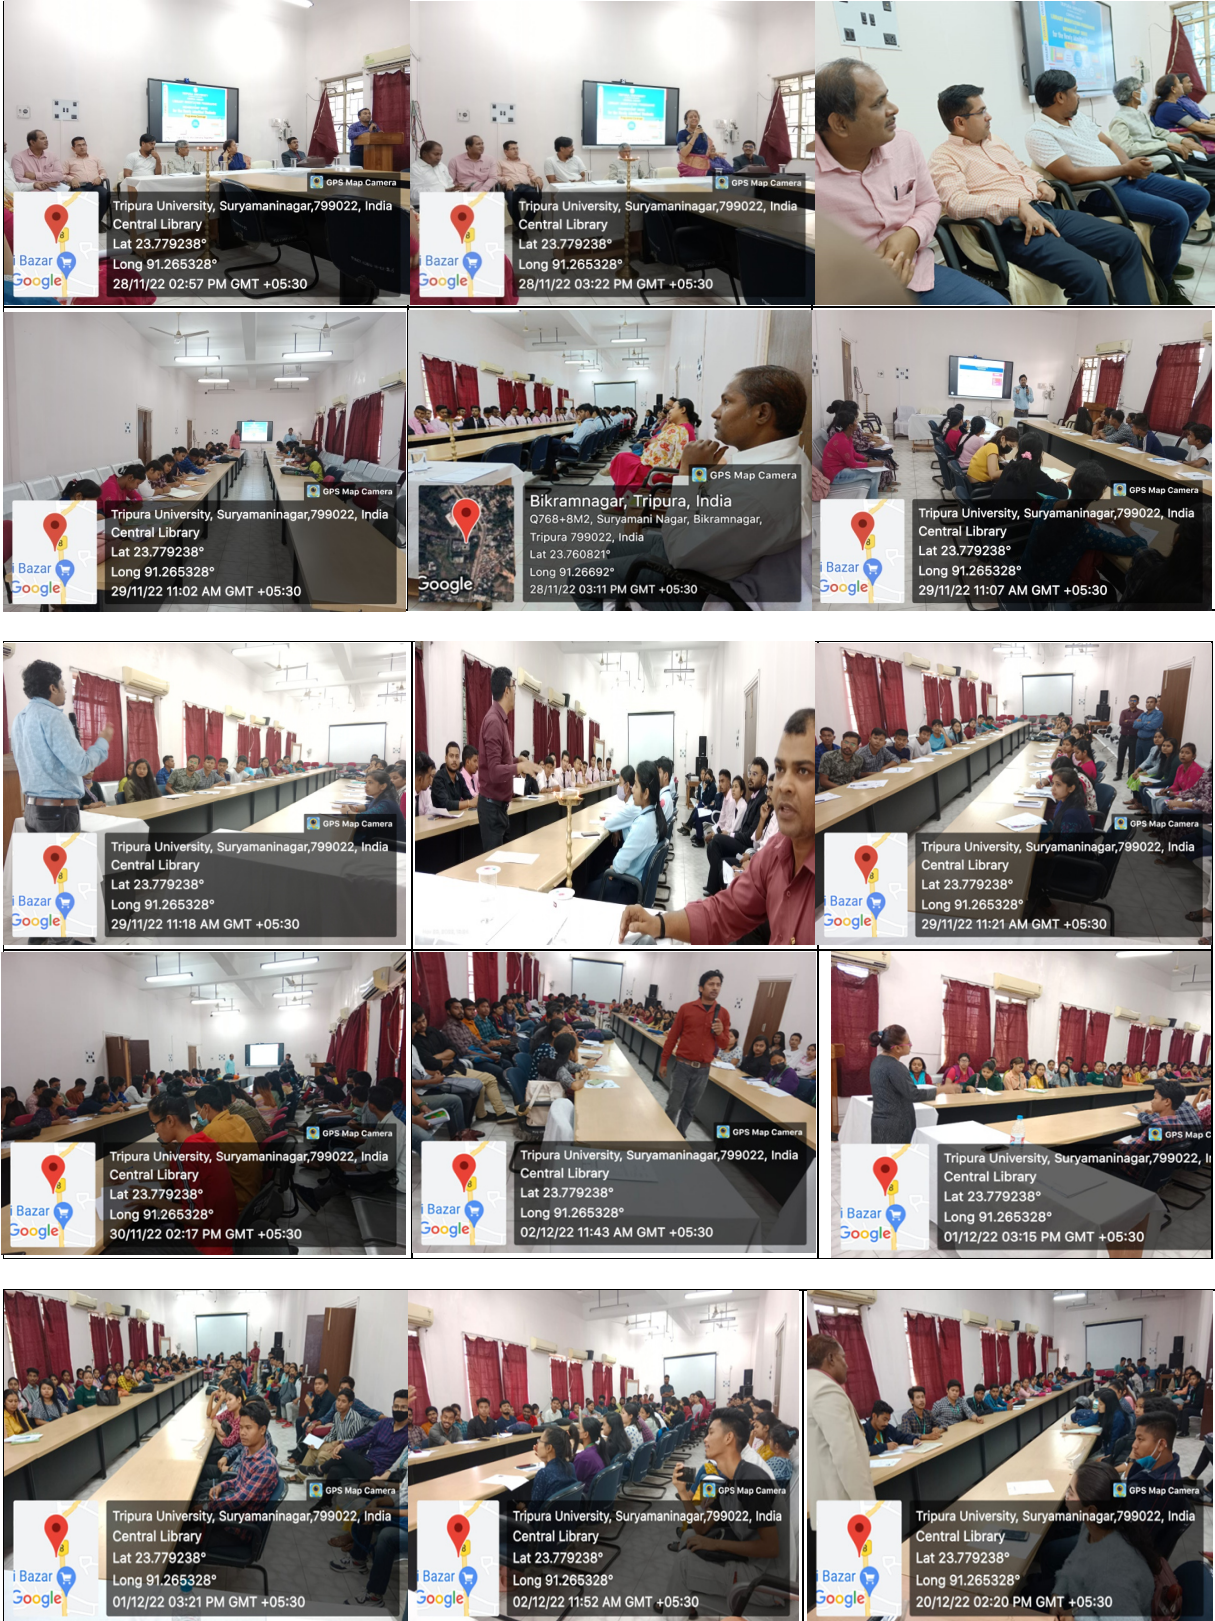 GPS Map Camera
Tripura University, Suryamaninagar,799022, India
Central Library
Lat 23.779238°
Long 91.265328°
28/11/22 02:57 PM GMT +05:30
i Bazar
Google
GPS Map Camera
Tripura University, Suryamaninagar,799022, India
Central Library
Lat 23.779238°
Long 91.265328°
28/11/22 03:22 PM GMT +05:30
i Bazar
Google
GPS Map Camera
Tripura University, Suryamaninagar,799022, India
Central Library
Lat 23.779238°
Long 91.265328°
29/11/22 11:02 AM GMT +05:30
i Bazar
Google
GPS Map Camera
Bikramnagar, Tripura, India
Q768+8M2, Suryamani Nagar, Bikramnagar,
Tripura 799022, India
Lat 23.760821°
Long 91.26692°
28/11/22 03:11 PM GMT +05:30
Google
GPS Map Camera
Tripura University, Suryamaninagar,799022, India
Central Library
Lat 23.779238°
Long 91.265328°
29/11/22 11:07 AM GMT +05:30
i Bazar
Google
GPS Map Camera
Tripura University, Suryamaninagar,799022, India
Central Library
Lat 23.779238°
Long 91.265328°
29/11/22 11:18 AM GMT +05:30
i Bazar
Google
GPS Map Camera
Tripura University, Suryamaninagar,799022, India
Central Library
Lat 23.779238°
Long 91.265328°
29/11/22 11:21 AM GMT +05:30
i Bazar
Google
GPS Map Camera
Tripura University, Suryamaninagar,799022, India
Central Library
Lat 23.779238°
Long 91.265328°
30/11/22 02:17 PM GMT +05:30
i Bazar
Google
GPS Map Camera
Tripura University, Suryamaninagar,799022, India
Central Library
Lat 23.779238°
Long 91.265328°
02/12/22 11:43 AM GMT +05:30
i Bazar
Google
GPS Map C
Tripura University, Suryamaninagar,799022, I
Central Library
Lat 23.779238°
Long 91.265328°
01/12/22 03:15 PM GMT +05:30
i Bazar
Google
GPS Map Camera
Tripura University, Suryamaninagar,799022, India
Central Library
Lat 23.779238°
Long 91.265328°
01/12/22 03:21 PM GMT +05:30
i Bazar
Google
GPS Map Camera
Tripura University, Suryamaninagar,799022, India
Central Library
Lat 23.779238°
Long 91.265328°
02/12/22 11:52 AM GMT +05:30
i Bazar
Google
GPS Map Camera
Tripura University, Suryamaninagar,799022, India
Central Library
Lat 23.779238°
Long 91.265328°
20/12/22 02:20 PM GMT +05:30
i Bazar
Google